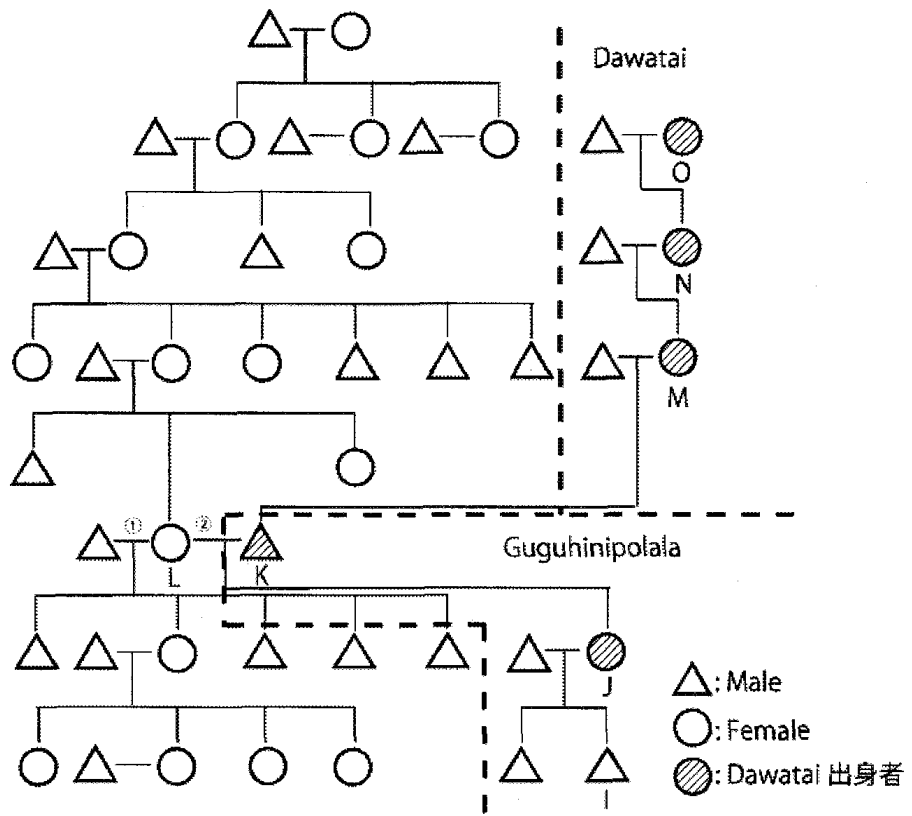 Dawatai
O
N
M
① ② 
L K
Guguhinipolala
J
I
△: Male
○: Female
: Dawatai 出身者